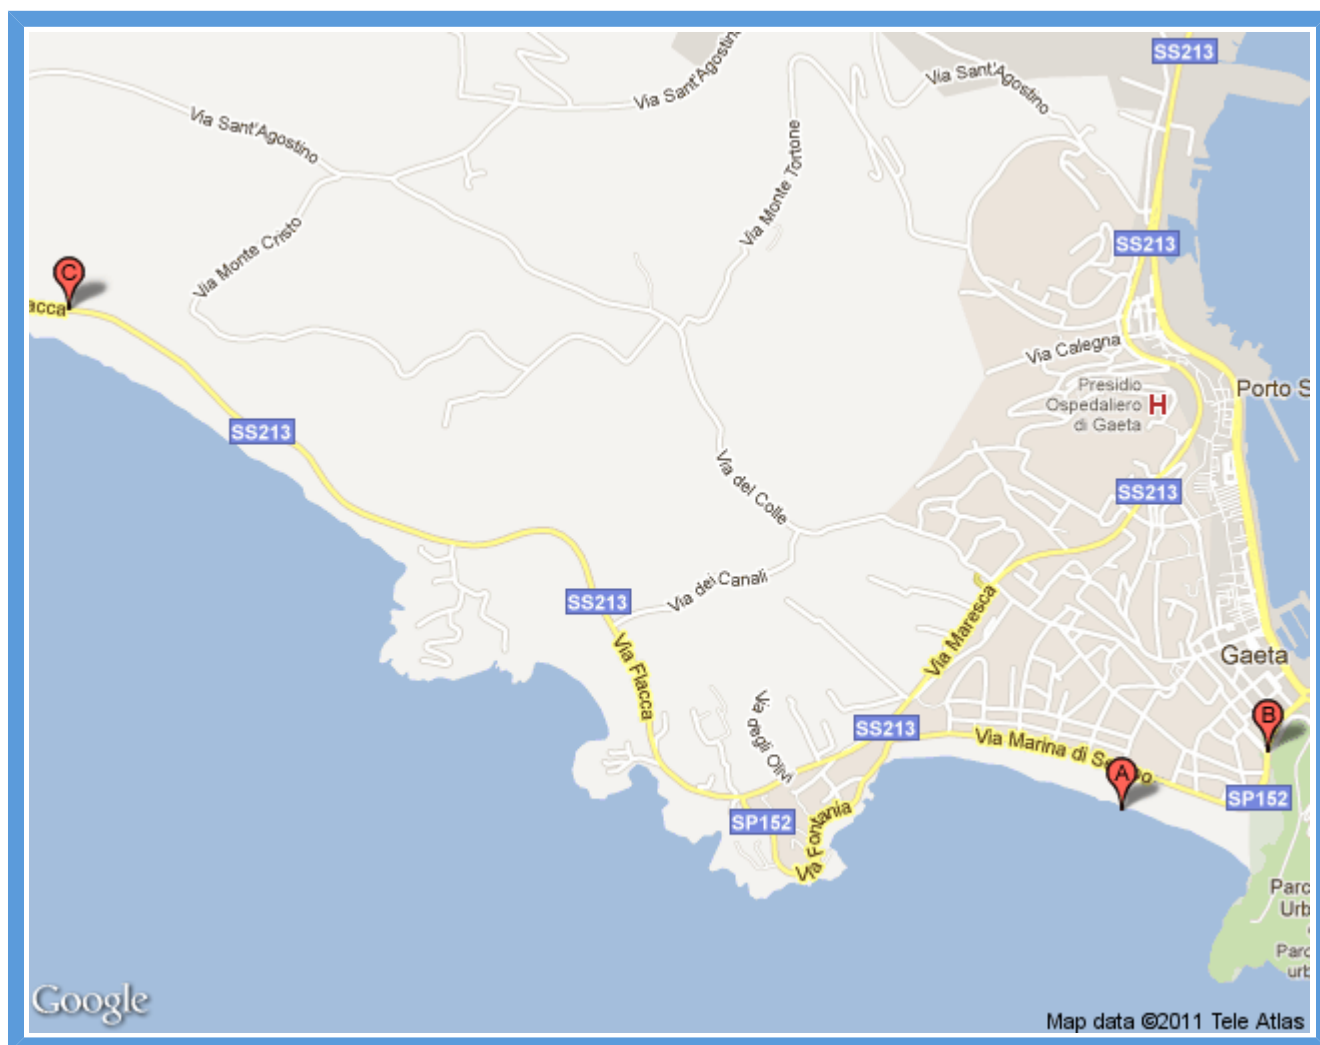 SS213
Via Sant'Agostino
Via Sant'Agostino
Via Sant'Agostino
Via Monte Tortone
Via Monte Cristo
SS213
C
acca
Via Calegna
Presidio
Ospedaliero
di Gaeta
H
Porto S
SS213
Via del Colle
SS213
Via dei Canali
SS213
Via Maresca
Via Flacca
Gaeta
Via degli Olivi
B
SS213
Via Marina di
A
SP152
SP152
Via Fontania
Parc
Urb
Parc
urb
Google
Map data ©2011 Tele Atlas